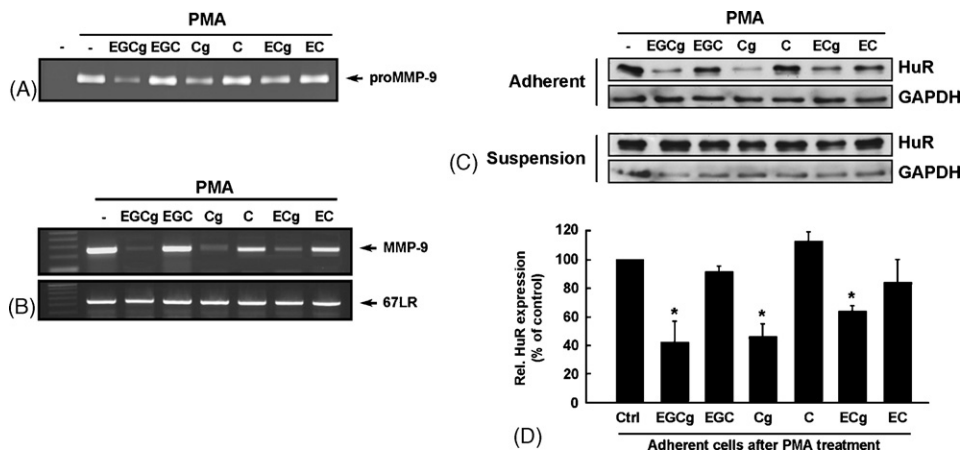 PMA
- - EGCg EGC Cg C ECg EC
(A)
proMMP-9
PMA
- EGCg EGC Cg C ECg EC
MMP-9
(B)
67LR
PMA
- EGCg EGC Cg C ECg EC
Adherent
HuR
GAPDH
(C)
Suspension
HuR
GAPDH
Rel. HuR expression
(% of control)
120
100
80
60
40
20
0
* * *
Ctrl EGCg EGC Cg C ECg EC
(D)
Adherent cells after PMA treatment